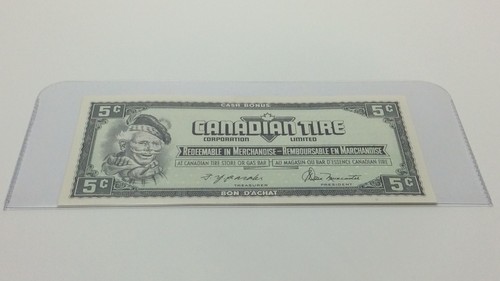 CASH BONUS
5¢ 5¢
CANADIAN TIRE
CORPORATION LIMITED
REDEEMABLE IN MERCHANDISE - REMBOURSABLE EN MARCHANDISE
AT CANADIAN TIRE STORE OR GAS BAR AU MAGASIN OU BAR D'ESSENCE CANADIAN TIRE
TREASURER PRESIDENT
5¢ 5¢
BON D'ACHAT